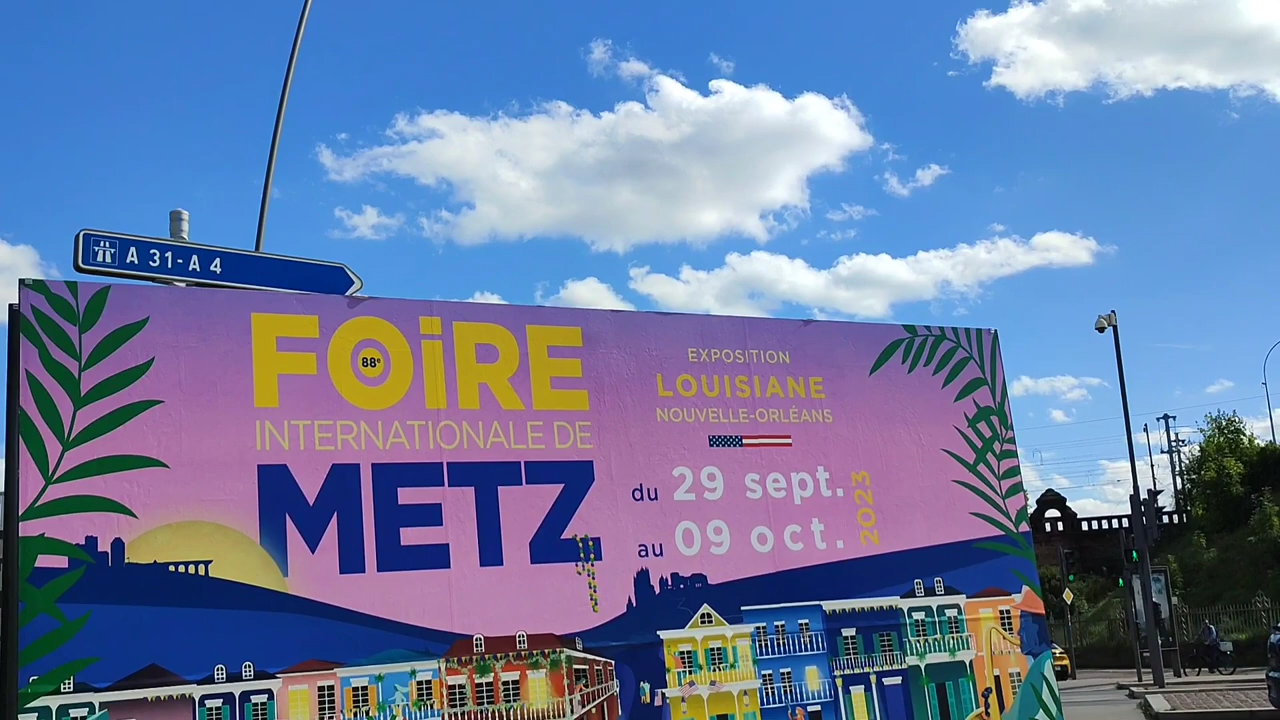 A 31-A 4
FOiRE
88e
INTERNATIONALE DE
METZ
EXPOSITION
LOUISIANE
NOUVELLE-ORLÉANS
du 29 sept.
au 09 oct.
2023